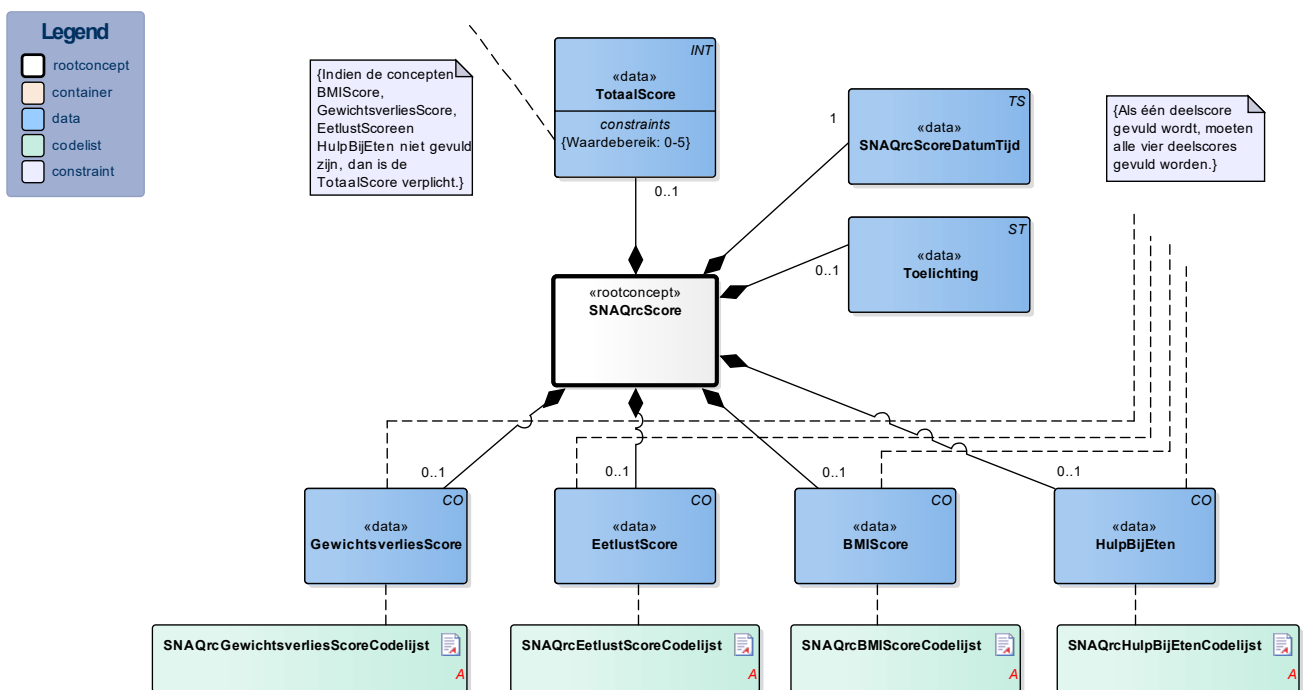 Legend
rootconcept
container
data
codelist
constraint
{Indien de concepten
BMIScore,
GewichtsverliesScore,
EetlustScoreen
HulpBijEten niet gevuld
zijn, dan is de
TotaalScore verplicht.}
INT
«data»
TotaalScore
constraints
{Waardebereik: 0-5}
0..1
TS
«data»
SNAQrcScoreDatumTijd
1
{Als één deelscore
gevuld wordt, moeten
alle vier deelscores
gevuld worden.}
ST
«data»
Toelichting
0..1
«rootconcept»
SNAQrcScore
0..1
0..1
0..1
0..1
CO
«data»
GewichtsverliesScore
CO
«data»
EetlustScore
CO
«data»
BMIScore
CO
«data»
HulpBijEten
SNAQrcGewichtsverliesScoreCodelijst
A
SNAQrcEetlustScoreCodelijst
A
SNAQrcBMIScoreCodelijst
A
SNAQrcHulpBijEtenCodelijst
A